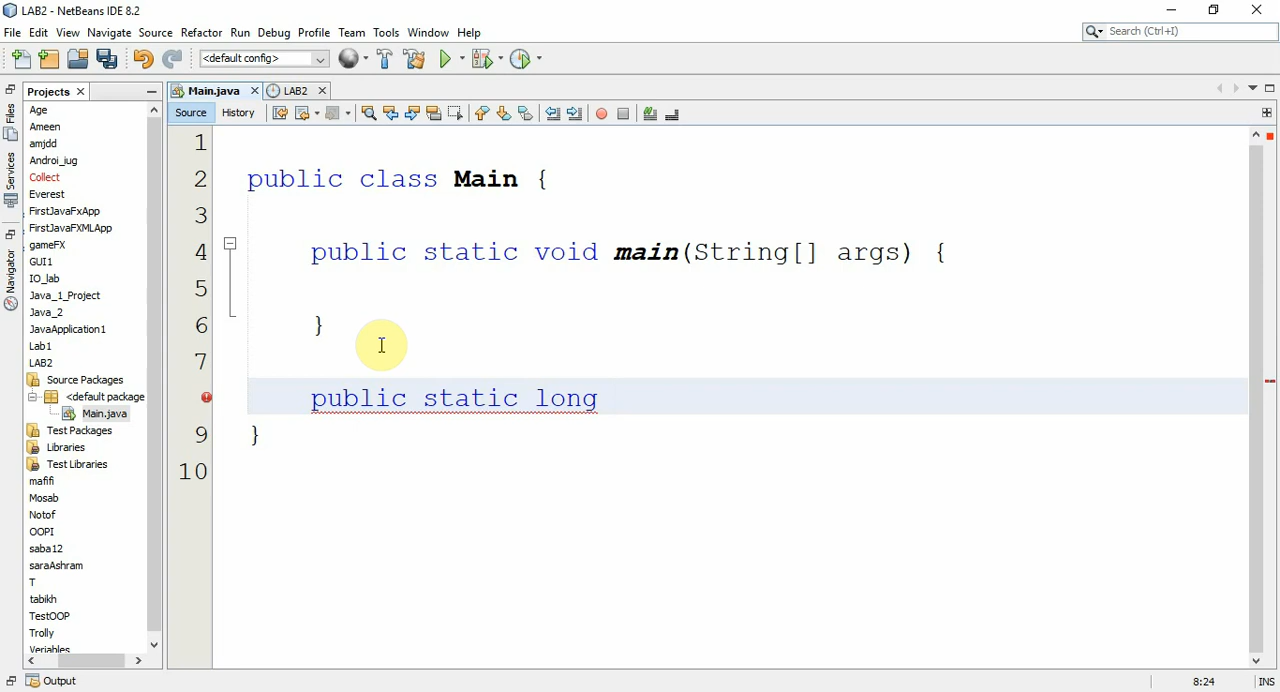 LAB2 - NetBeans IDE 8.2
File Edit View Navigate Source Refactor Run Debug Profile Team Tools Window Help
Search (Ctrl+I)
<default config>
Projects
Main.java
LAB2
Source History
Files
Services
Navigator
Age
Ameen
amjdd
Androi_iug
Collect
Everest
FirstJavaFxApp
FirstJavaFXMLApp
gameFX
GUI1
IO_lab
Java_1_Project
Java_2
JavaApplication1
Lab1
LAB2
Source Packages
<default package
Main.java
Test Packages
Libraries
Test Libraries
mafifi
Mosab
Notof
OOPI
saba12
saraAshram
T
tabikh
TestOOP
Trolly
Veriables
1
2 public class Main {
3
4 public static void main(String[] args) {
5
6 }
7
public static long
9 }
10
Output
8:24 INS